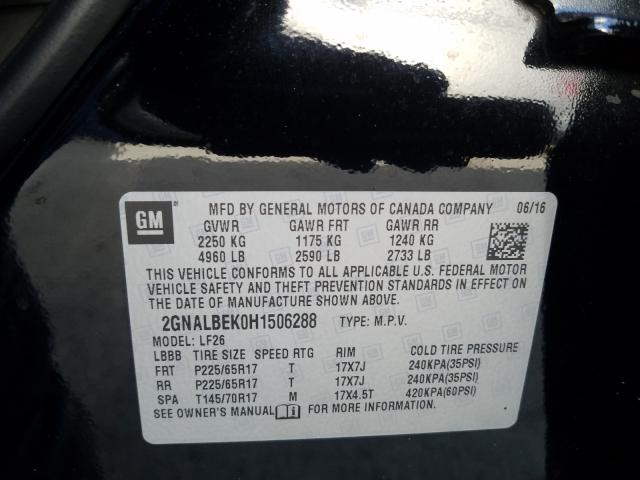 GM
MFD BY GENERAL MOTORS OF CANADA COMPANY 06/16
GVWR GAWR FRT GAWR RR
2250 KG 1175 KG 1240 KG
4960 LB 2590 LB 2733 LB
THIS VEHICLE CONFORMS TO ALL APPLICABLE U.S. FEDERAL MOTOR
VEHICLE SAFETY AND THEFT PREVENTION STANDARDS IN EFFECT ON
THE DATE OF MANUFACTURE SHOWN ABOVE.
2GNALBEK0H1506288 TYPE: M.P.V.
MODEL: LF26
LBBB TIRE SIZE SPEED RTG RIM COLD TIRE PRESSURE
FRT P225/65R17 T 17X7J 240KPA(35PSI)
RR P225/65R17 T 17X7J 240KPA(35PSI)
SPA T145/70R17 M 17X4.5T 420KPA(60PSI)
SEE OWNER'S MANUAL FOR MORE INFORMATION.